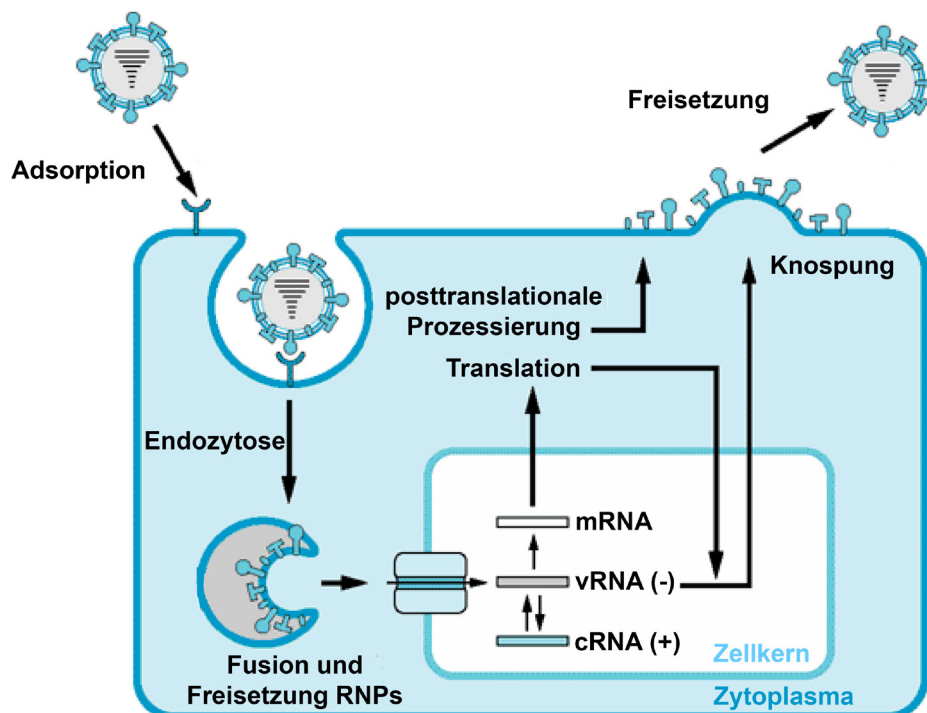 Freisetzung
Adsorption
Knospung
posttranslationale
Prozessierung
Translation
Endozytose
mRNA
vRNA (-)
cRNA (+)
Zellkern
Fusion und
Freisetzung RNPs
Zytoplasma